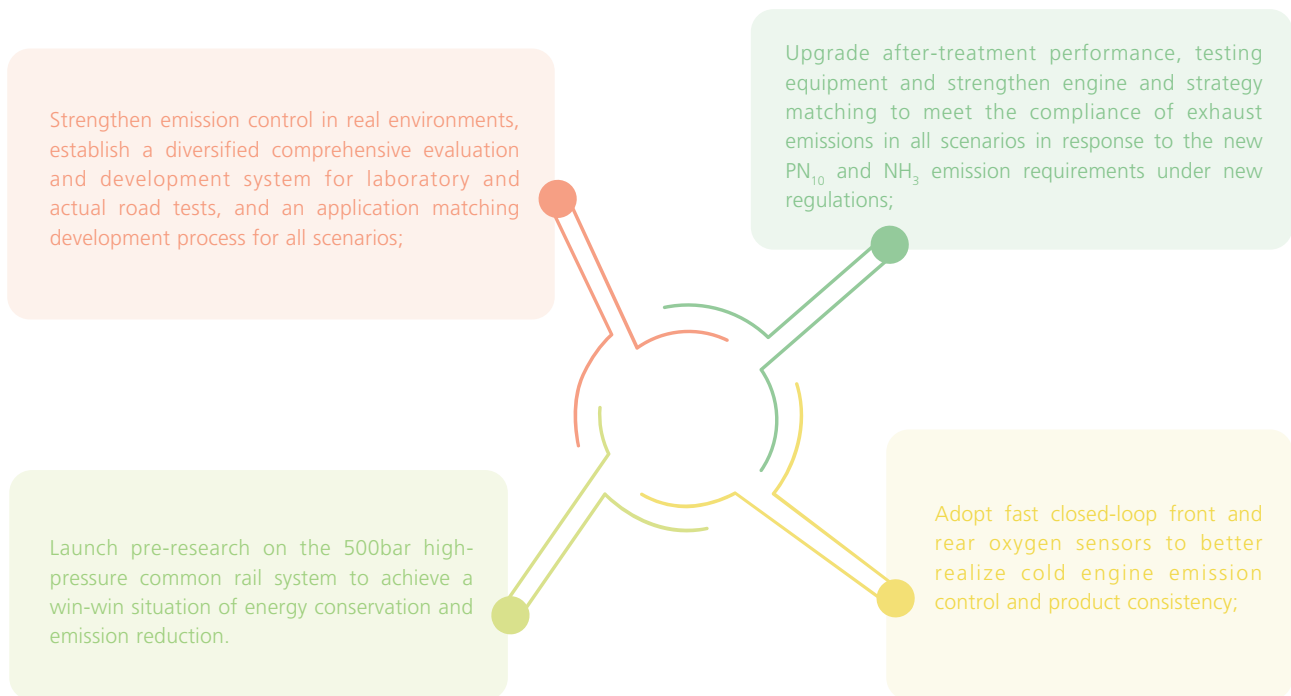 Strengthen emission control in real environments,
establish a diversified comprehensive evaluation
and development system for laboratory and
actual road tests, and an application matching
development process for all scenarios;
Upgrade after-treatment performance, testing
equipment and strengthen engine and strategy
matching to meet the compliance of exhaust
emissions in all scenarios in response to the new
PN₁₀ and NH₃ emission requirements under new
regulations;
Launch pre-research on the 500bar high-
pressure common rail system to achieve a
win-win situation of energy conservation and
emission reduction.
Adopt fast closed-loop front and
rear oxygen sensors to better
realize cold engine emission
control and product consistency;